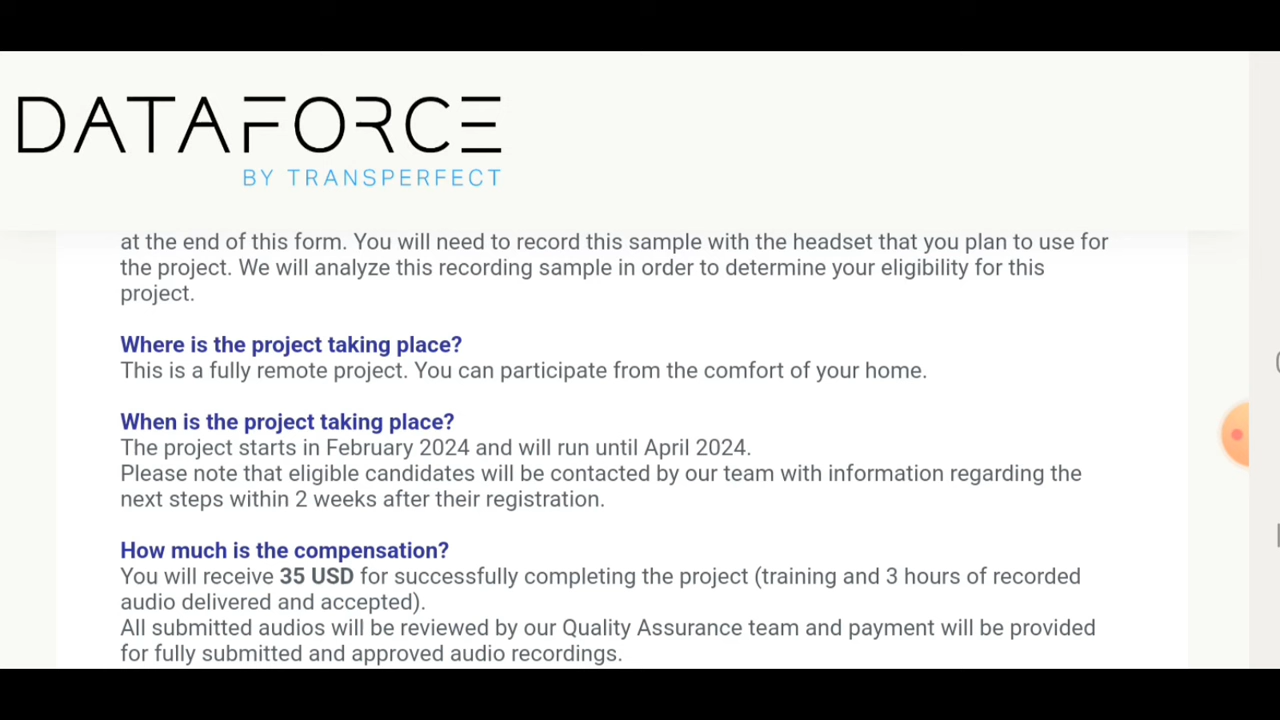 DATAFORCE
BY TRANSPERFECT
at the end of this form. You will need to record this sample with the headset that you plan to use for
the project. We will analyze this recording sample in order to determine your eligibility for this
project.
Where is the project taking place?
This is a fully remote project. You can participate from the comfort of your home.
When is the project taking place?
The project starts in February 2024 and will run until April 2024.
Please note that eligible candidates will be contacted by our team with information regarding the
next steps within 2 weeks after their registration.
How much is the compensation?
You will receive 35 USD for successfully completing the project (training and 3 hours of recorded
audio delivered and accepted).
All submitted audios will be reviewed by our Quality Assurance team and payment will be provided
for fully submitted and approved audio recordings.